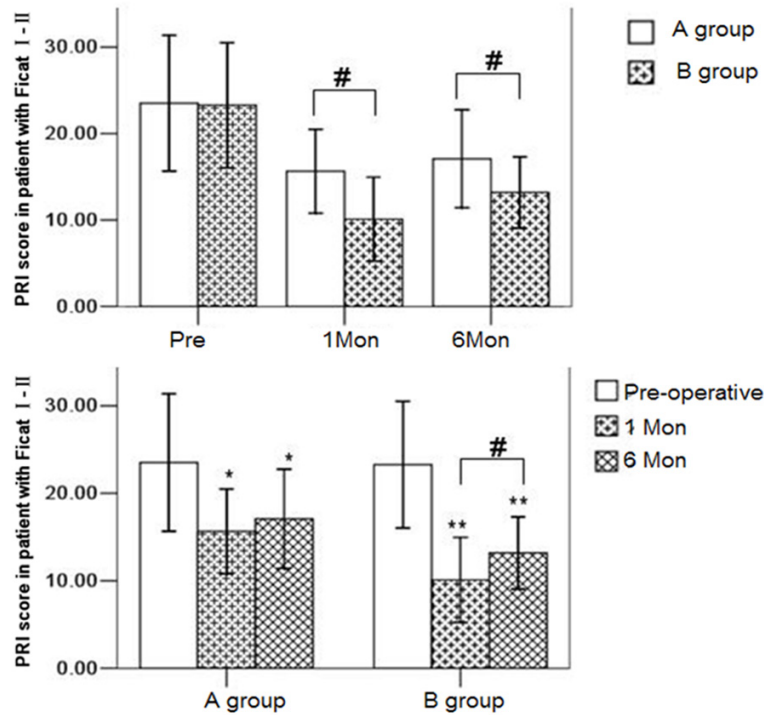 PRI score in patient with Ficat Ⅰ-Ⅱ
30.00
20.00
10.00
0.00
#
#
Pre
1Mon
6Mon
A group
B group
PRI score in patient with Ficat Ⅰ-Ⅱ
30.00
20.00
10.00
0.00
*
*
**
#
**
A group
B group
Pre-operative
1 Mon
6 Mon